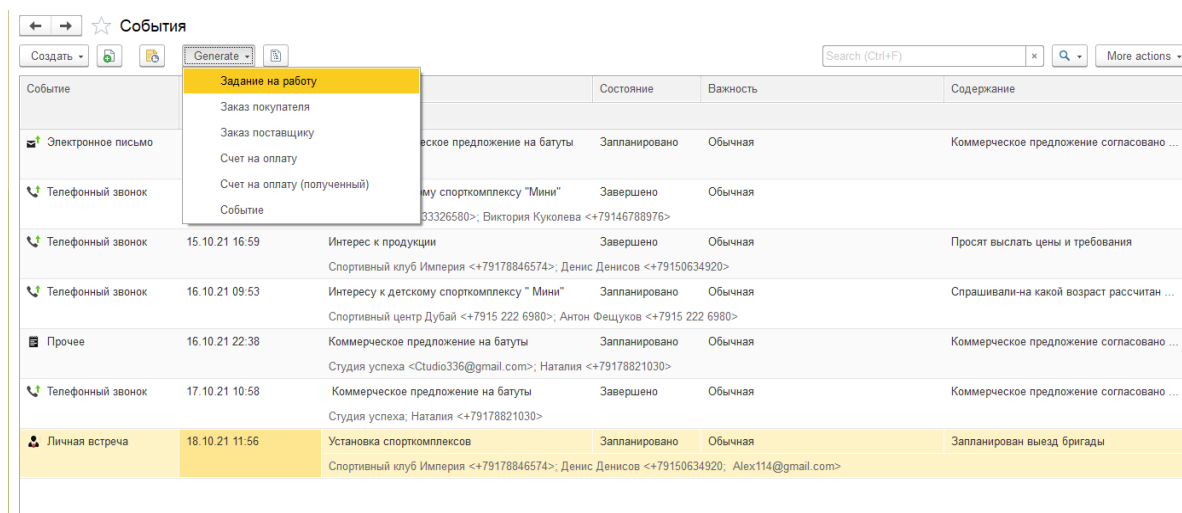 События
Создать Generate Search (Ctrl+F) × More actions
Событие Состояние Важность Содержание
Задание на работу
Заказ покупателя
Заказ поставщику
Счет на оплату
Счет на оплату (полученный)
Событие
Электронное письмо еское предложение на батуты Запланировано Обычная Коммерческое предложение согласовано ...
Телефонный звонок му спорткомплексу "Мини" Завершено Обычная
33326580>; Виктория Куколева <+79146788976>
Телефонный звонок 15.10.21 16:59 Интерес к продукции Завершено Обычная Просят выслать цены и требования
Спортивный клуб Империя <+79178846574>; Денис Денисов <+79150634920>
Телефонный звонок 16.10.21 09:53 Интересу к детскому спорткомплексу " Мини" Запланировано Обычная Спрашивали-на какой возраст рассчитан ...
Спортивный центр Дубай <+7915 222 6980>; Антон Фещуков <+7915 222 6980>
Прочее 16.10.21 22:38 Коммерческое предложение на батуты Запланировано Обычная Коммерческое предложение согласовано ...
Студия успеха <Ctudio336@gmail.com>; Наталия <+79178821030>
Телефонный звонок 17.10.21 10:58 Коммерческое предложение на батуты Завершено Обычная Коммерческое предложение согласовано ...
Студия успеха; Наталия <+79178821030>
Личная встреча 18.10.21 11:56 Установка спорткомплексов Запланировано Обычная Запланирован выезд бригады
Спортивный клуб Империя <+79178846574>; Денис Денисов <+79150634920; Alex114@gmail.com>